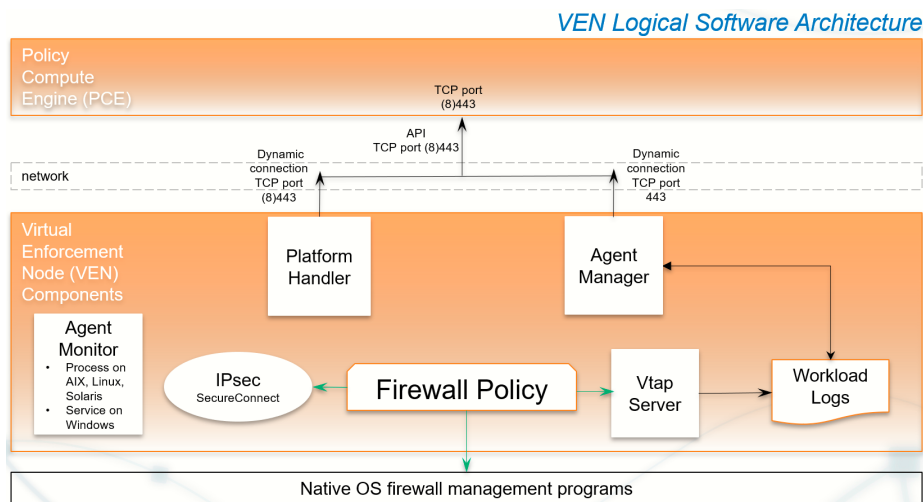 VEN Logical Software Architecture
Policy
Compute
Engine (PCE)
TCP port
(8)443
API
TCP port (8)443
network
Dynamic
connection
TCP port
(8)443
Dynamic
connection
TCP port
443
Virtual
Enforcement
Node (VEN)
Components
Platform
Handler
Agent
Manager
Agent
Monitor
• Process on
AIX, Linux,
Solaris
• Service on
Windows
IPsec
SecureConnect
Firewall Policy
Vtap
Server
Workload
Logs
Native OS firewall management programs